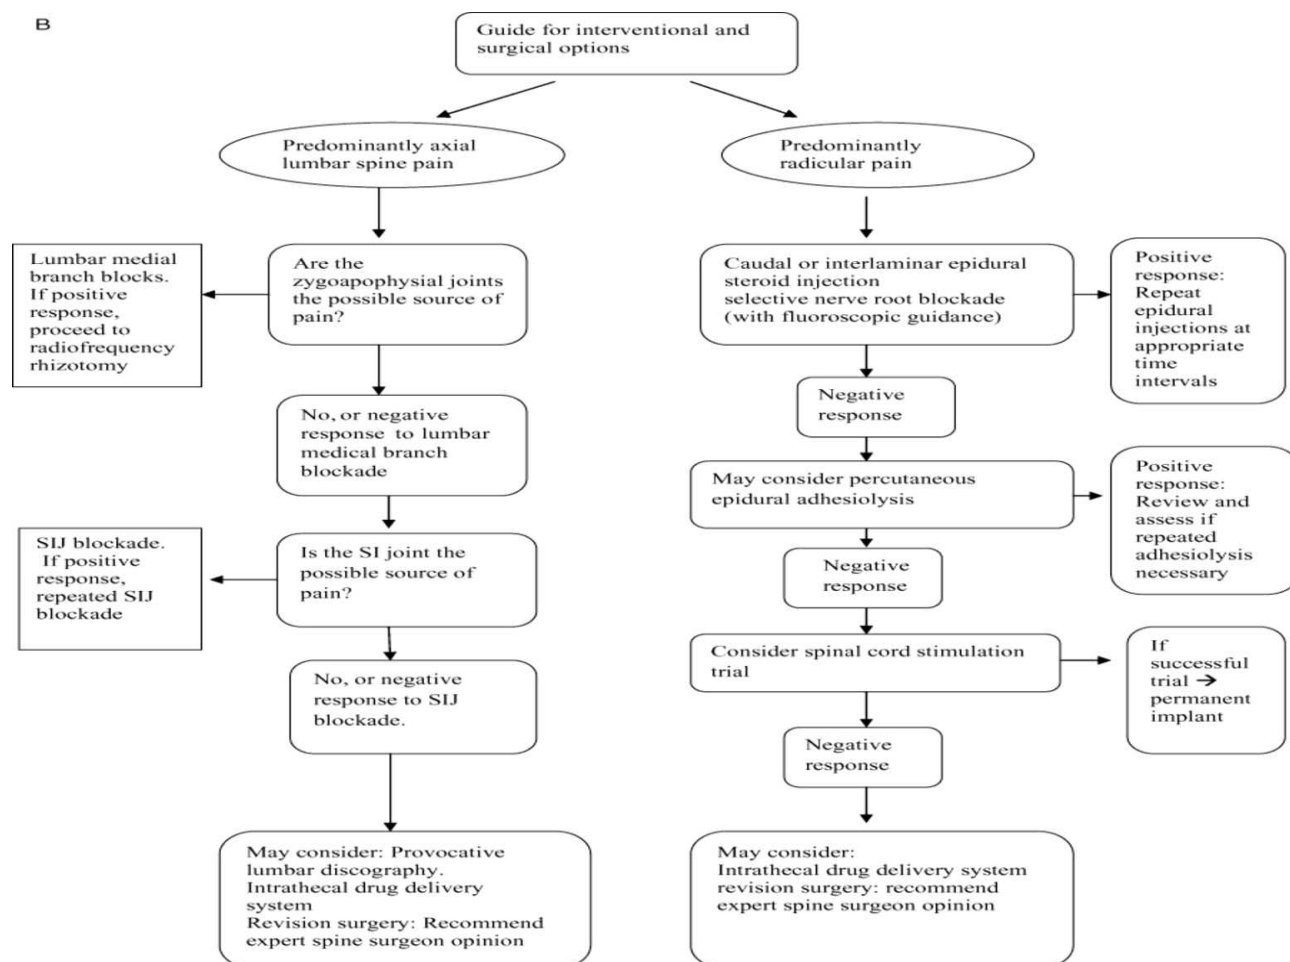 B
Guide for interventional and
surgical options
Predominantly axial
lumbar spine pain
Predominantly
radicular pain
Lumbar medial
branch blocks.
If positive
response,
proceed to
radiofrequency
rhizotomy
Are the
zygoapophysial joints
the possible source of
pain?
Caudal or interlaminar epidural
steroid injection
selective nerve root blockade
(with fluoroscopic guidance)
Positive
response:
Repeat
epidural
injections at
appropriate
time
intervals
No, or negative
response to lumbar
medical branch
blockade
Negative
response
May consider percutaneous
epidural adhesiolysis
Positive
response:
Review and
assess if
repeated
adhesiolysis
necessary
SIJ blockade.
If positive
response,
repeated SIJ
blockade
Is the SI joint the
possible source of
pain?
Negative
response
Consider spinal cord stimulation
trial
If
successful
trial →
permanent
implant
No, or negative
response to SIJ
blockade.
Negative
response
May consider: Provocative
lumbar discography.
Intrathecal drug delivery
system
Revision surgery: Recommend
expert spine surgeon opinion
May consider:
Intrathecal drug delivery system
revision surgery: recommend
expert spine surgeon opinion